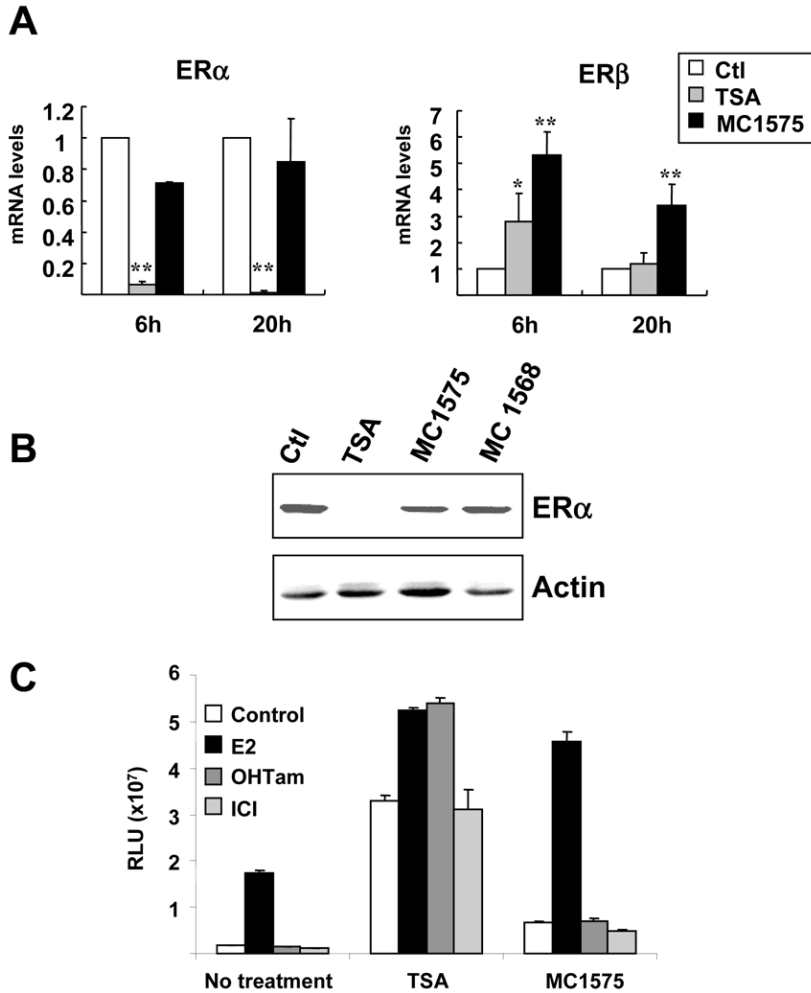 A
ERα
ERβ
Ctl
TSA
MC1575
mRNA levels
1.2
1
0.8
0.6
0.4
0.2
**
**
6h
20h
mRNA levels
7
6
5
4
3
2
1
*
**
**
6h
20h
B
Ctl
TSA
MC1575
MC 1568
ERα
Actin
C
RLU (x10⁷)
6
5
4
3
2
1
Control
E2
OHTam
ICI
No treatment
TSA
MC1575